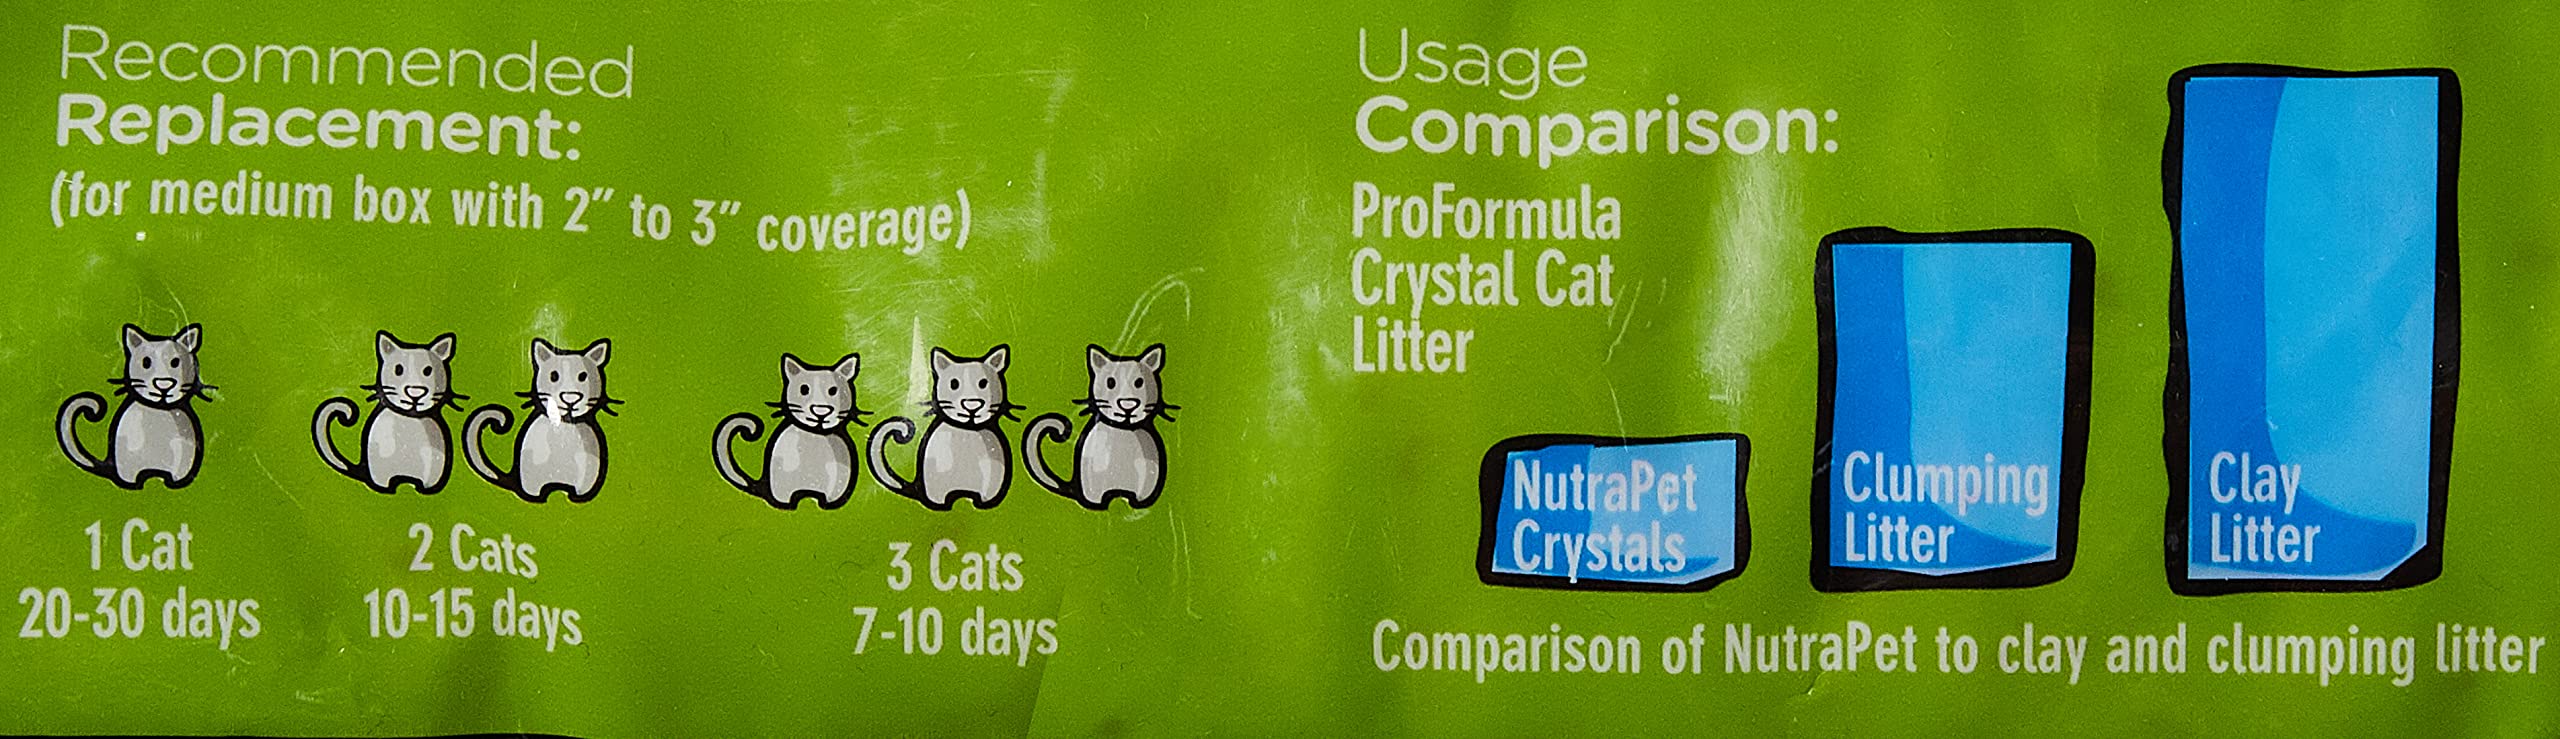 Recommended
Replacement:
(for medium box with 2" to 3" coverage)
1 Cat
20-30 days
2 Cats
10-15 days
3 Cats
7-10 days
Usage
Comparison:
ProFormula
Crystal Cat
Litter
NutraPet
Crystals
Clumping
Litter
Clay
Litter
Comparison of NutraPet to clay and clumping litter